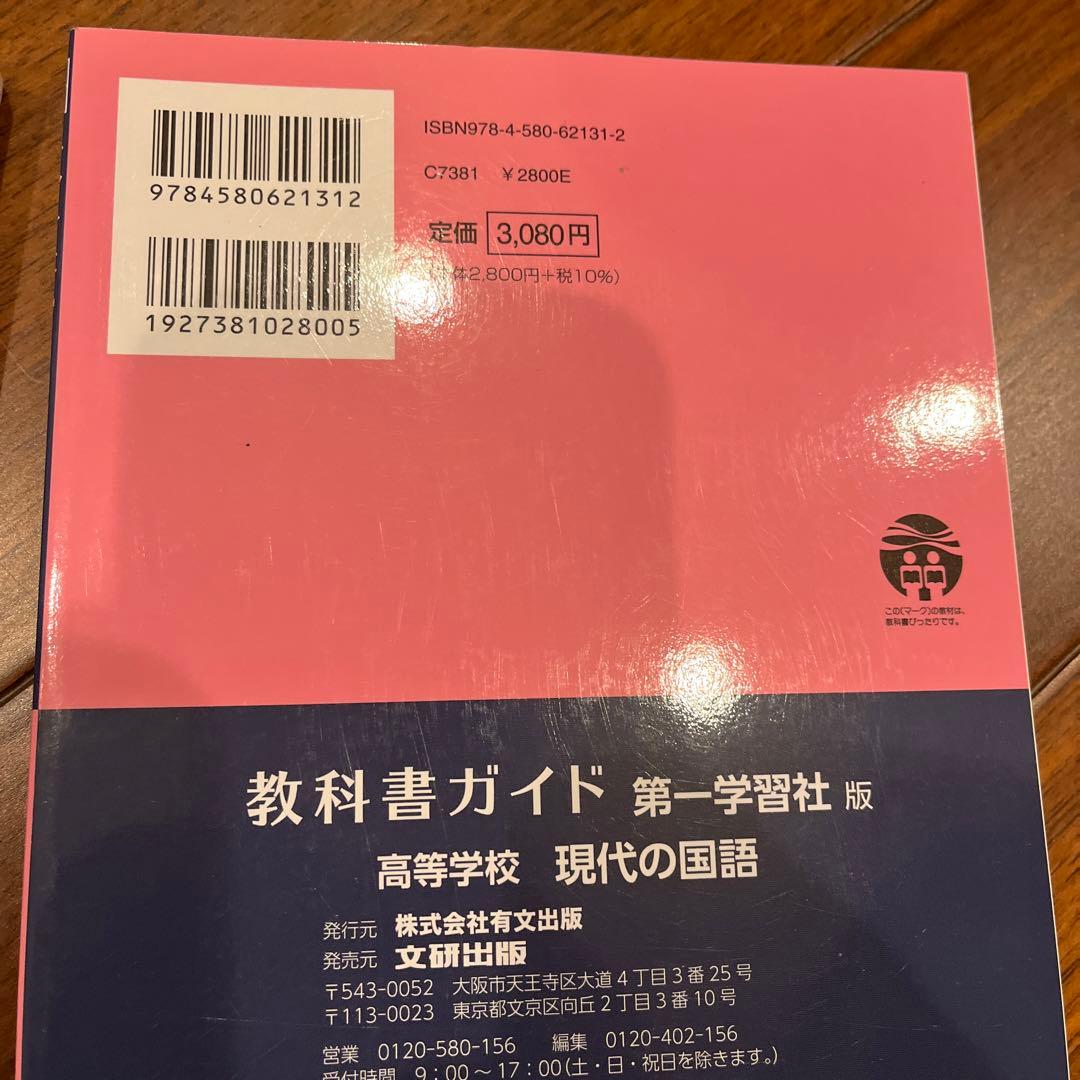 9784580621312
1927381028005
ISBN978-4-580-62131-2
C7381 ¥2800E
定価 3,080円
体2,800円+税10%)
この〔マーク〕の教材は、
教科書ぴったりです。
教科書ガイド 第一学習社 版
高等学校 現代の国語
発行元 株式会社有文出版
発売元 文研出版
〒543-0052 大阪市天王寺区大道4丁目3番25号
〒113-0023 東京都文京区向丘2丁目3番10号
営業 0120-580-156 編集 0120-402-156
受付時間 9:00~17:00(土・日・祝日を除きます。)